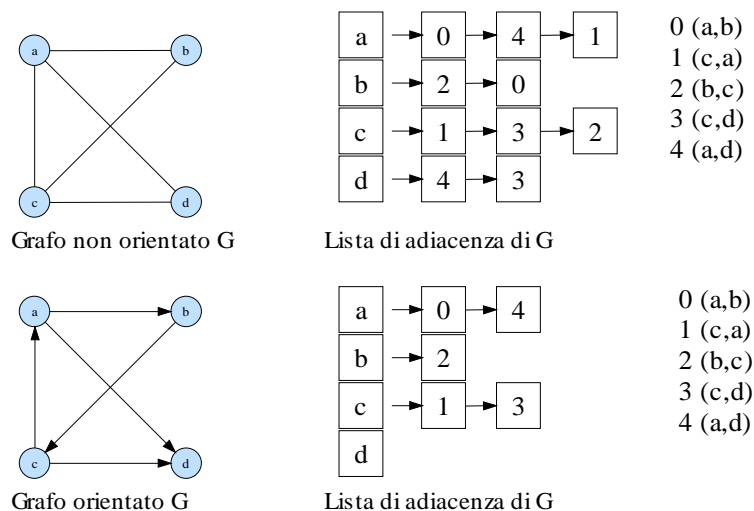 a b
c d
Grafo non orientato G
a 0 4 1
b 2 0
c 1 3 2
d 4 3
Lista di adiacenza di G
0 (a,b)
1 (c,a)
2 (b,c)
3 (c,d)
4 (a,d)
a b
c d
Grafo orientato G
a 0 4
b 2
c 1 3
d
Lista di adiacenza di G
0 (a,b)
1 (c,a)
2 (b,c)
3 (c,d)
4 (a,d)